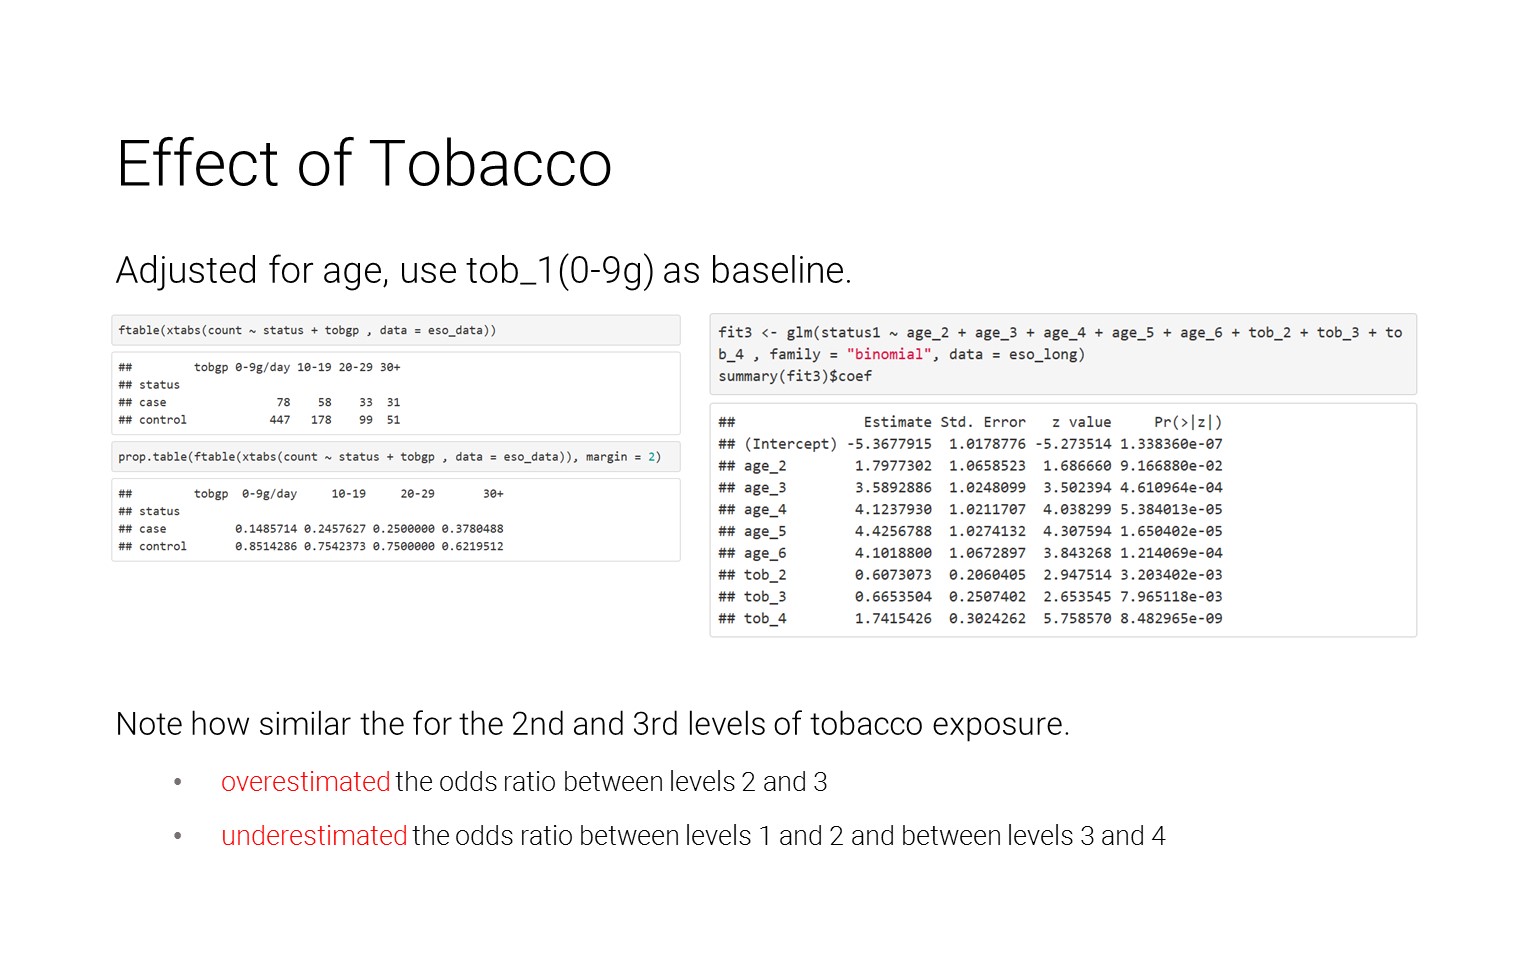 Effect of Tobacco
Adjusted for age, use tob_1(0-9g) as baseline.
ftable(xtabs(count ~ status + tobgp , data = eso_data))
##         tobgp 0-9g/day 10-19 20-29 30+
## status
## case                78    58    33  31
## control            447   178    99  51
prop.table(ftable(xtabs(count ~ status + tobgp , data = eso_data)), margin = 2)
##         tobgp  0-9g/day     10-19     20-29       30+
## status
## case          0.1485714 0.2457627 0.2500000 0.3780488
## control       0.8514286 0.7542373 0.7500000 0.6219512
fit3 <- glm(status1 ~ age_2 + age_3 + age_4 + age_5 + age_6 + tob_2 + tob_3 + to
b_4 , family = "binomial", data = eso_long)
summary(fit3)$coef
##               Estimate Std. Error   z value     Pr(>|z|)
## (Intercept) -5.3677915  1.0178776 -5.273514 1.338360e-07
## age_2        1.7977302  1.0658523  1.686660 9.166880e-02
## age_3        3.5892886  1.0248099  3.502394 4.610964e-04
## age_4        4.1237930  1.0211707  4.038299 5.384013e-05
## age_5        4.4256788  1.0274132  4.307594 1.650402e-05
## age_6        4.1018800  1.0672897  3.843268 1.214069e-04
## tob_2        0.6073073  0.2060405  2.947514 3.203402e-03
## tob_3        0.6653504  0.2507402  2.653545 7.965118e-03
## tob_4        1.7415426  0.3024262  5.758570 8.482965e-09
Note how similar the for the 2nd and 3rd levels of tobacco exposure.
• overestimated the odds ratio between levels 2 and 3
• underestimated the odds ratio between levels 1 and 2 and between levels 3 and 4